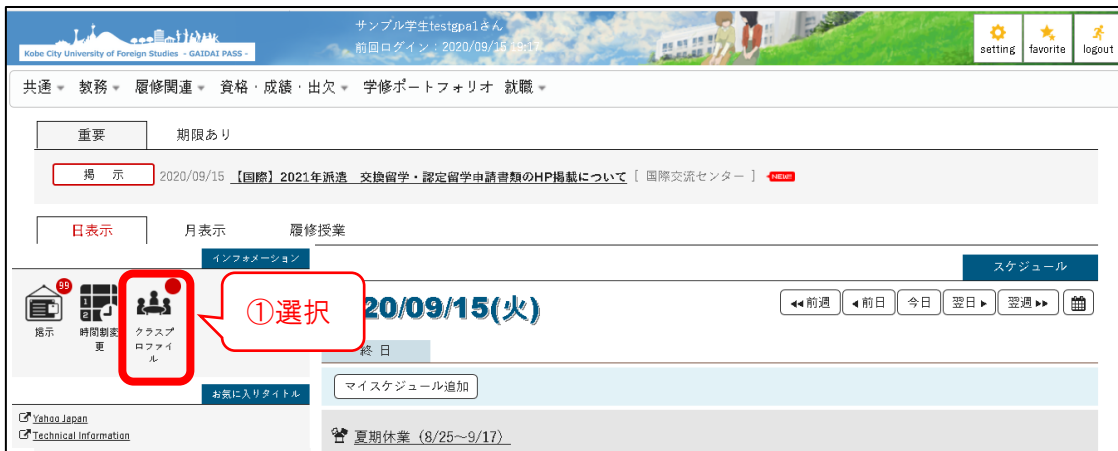 サンプル学生testgpa1さん
前回ログイン：2020/09/15 19:17
Kobe City University of Foreign Studies - GAIDAI PASS -
setting favorite logout
共通 教務 履修関連 資格・成績・出欠 学修ポートフォリオ 就職
重要 期限あり
掲 示 2020/09/15 【国際】2021年派遣 交換留学・認定留学申請書類のHP掲載について [ 国際交流センター ] NEW!!
日表示 月表示 履修授業
インフォメーション
スケジュール
99
掲示
時間割変更
クラスプロファイル
①選択
20/09/15(火)
前週 前日 今日 翌日 翌週
終 日
マイスケジュール追加
お気に入りタイトル
Yahoo Japan
Technical Information
夏期休業（8/25～9/17）